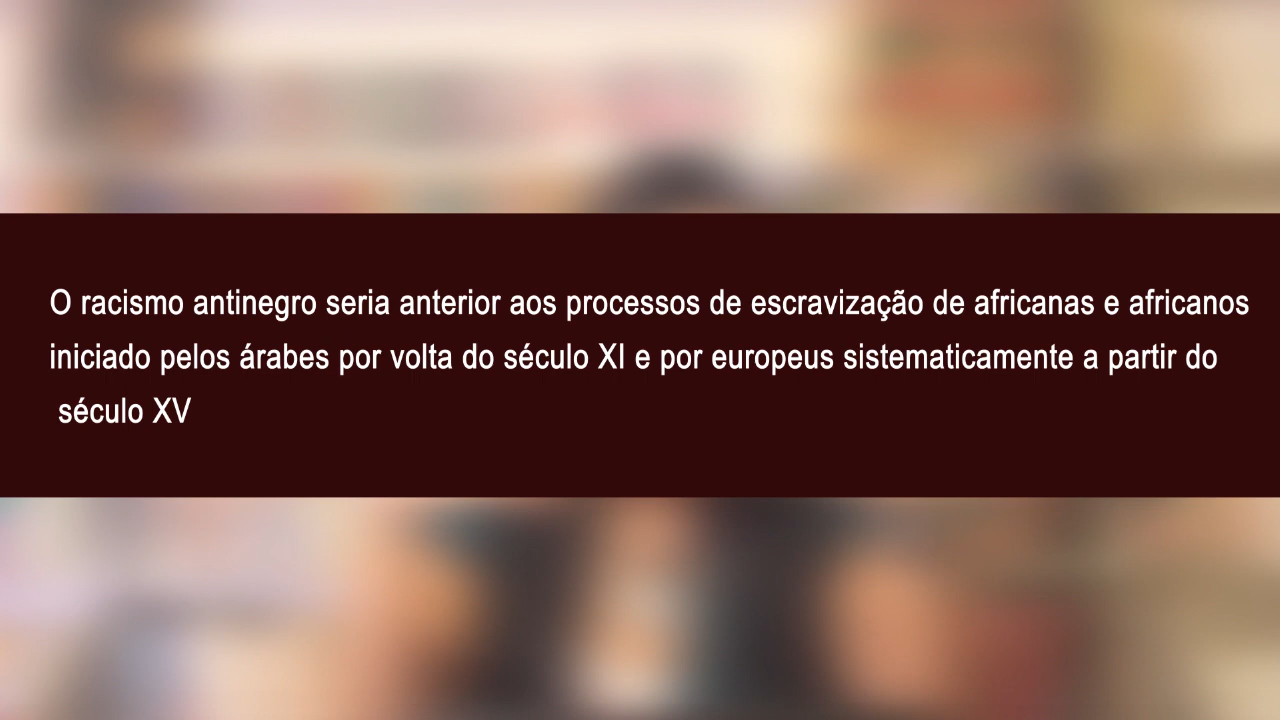 O racismo antinegro seria anterior aos processos de escravização de africanas e africanos
iniciado pelos árabes por volta do século XI e por europeus sistematicamente a partir do
século XV